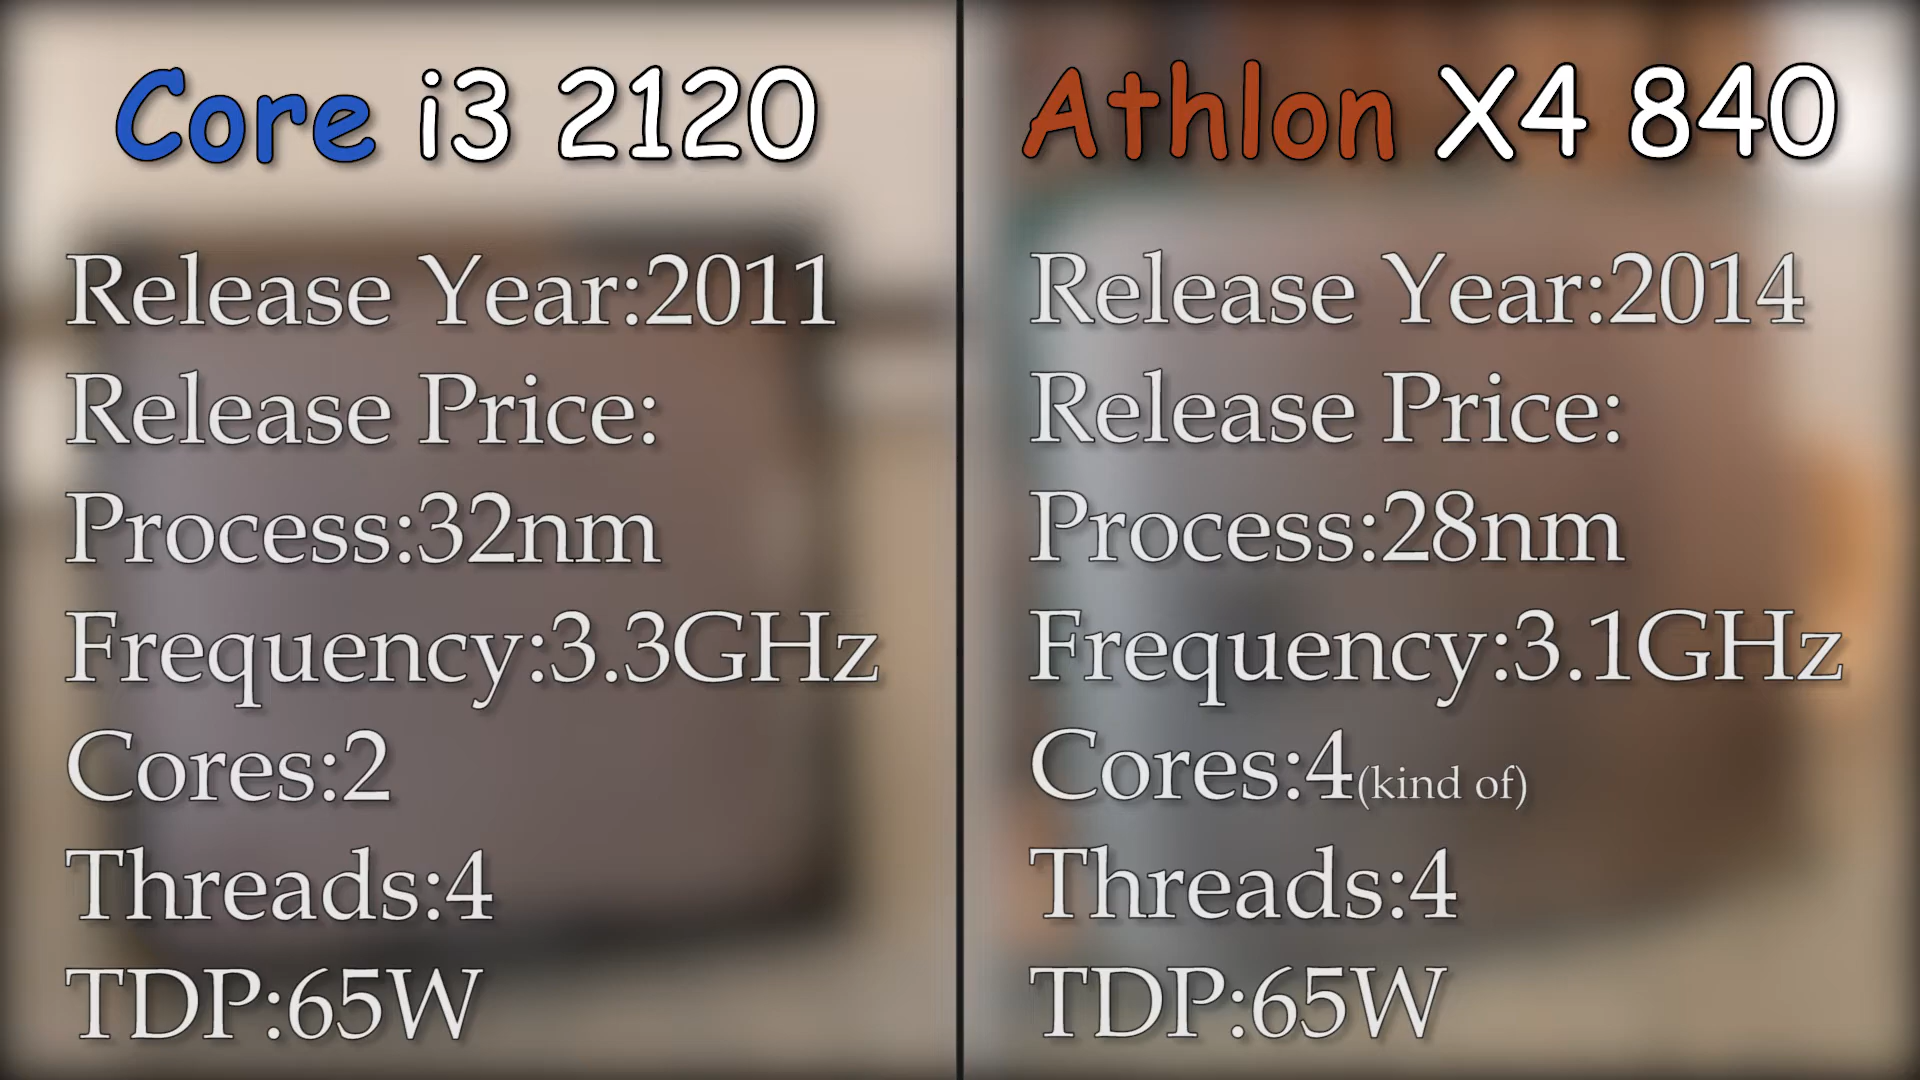 Core i3 2120
Release Year:2011
Release Price:
Process:32nm
Frequency:3.3GHz
Cores:2
Threads:4
TDP:65W
Athlon X4 840
Release Year:2014
Release Price:
Process:28nm
Frequency:3.1GHz
Cores:4(kind of)
Threads:4
TDP:65W